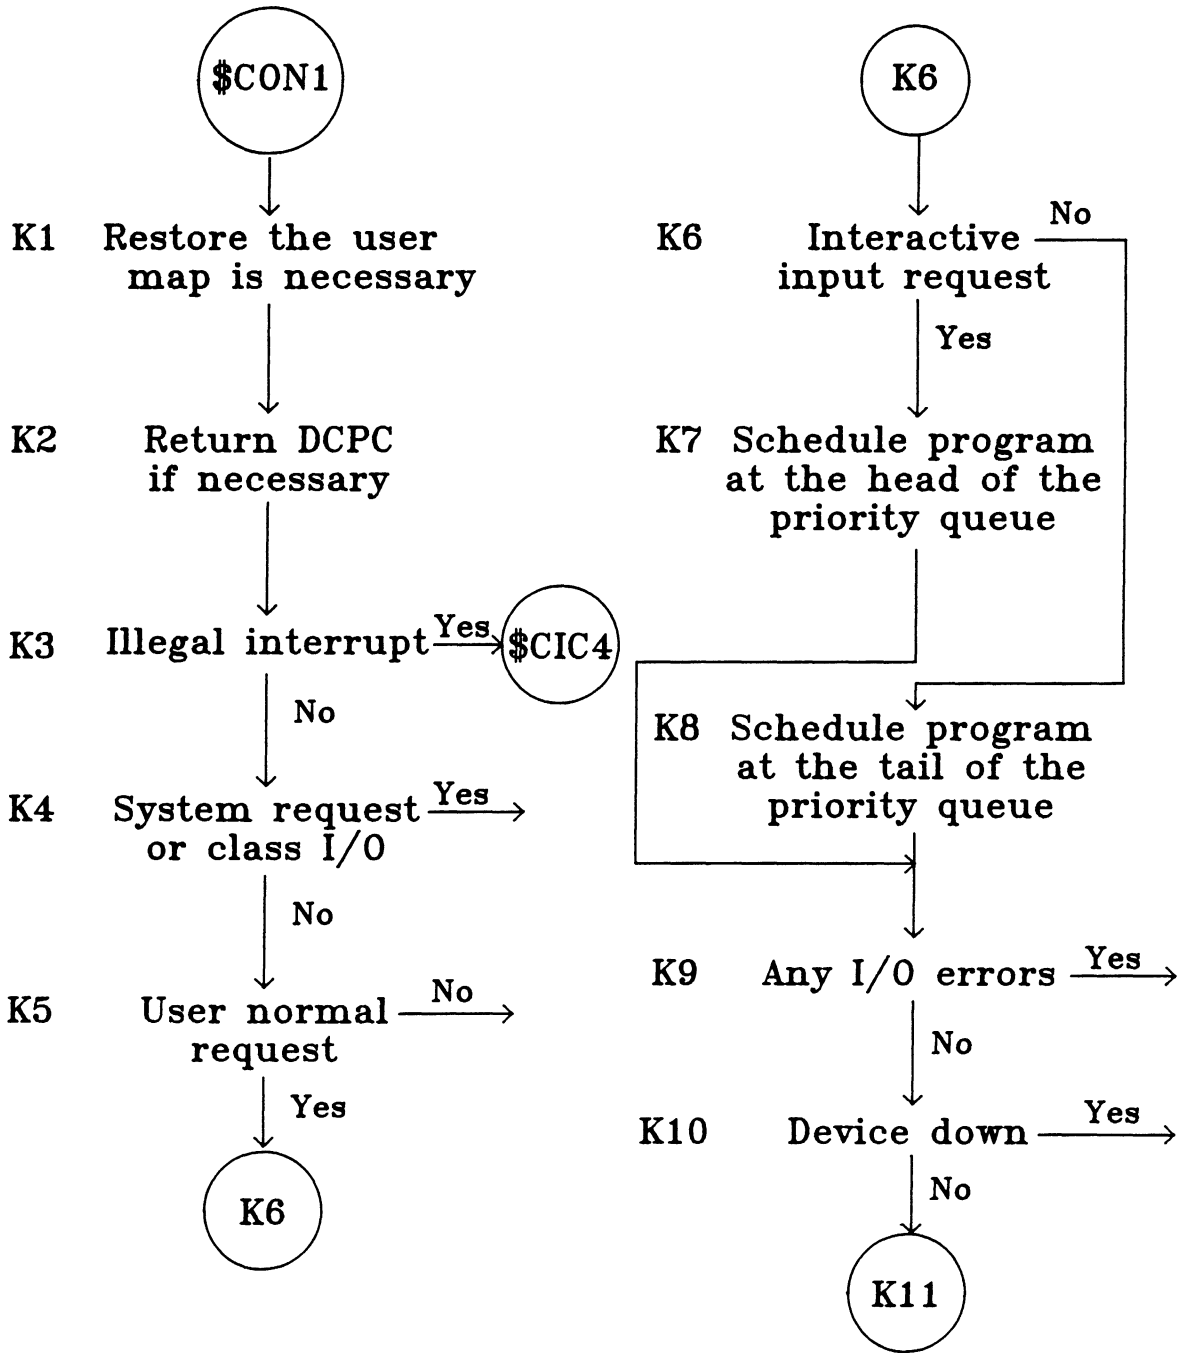 $CON1
K1 Restore the user
map is necessary
K2 Return DCPC
if necessary
K3 Illegal interrupt Yes $CIC4
No
K4 System request Yes
or class I/O
No
K5 User normal No
request
Yes
K6
K6
K6 Interactive No
input request
Yes
K7 Schedule program
at the head of the
priority queue
K8 Schedule program
at the tail of the
priority queue
K9 Any I/O errors Yes
No
K10 Device down Yes
No
K11